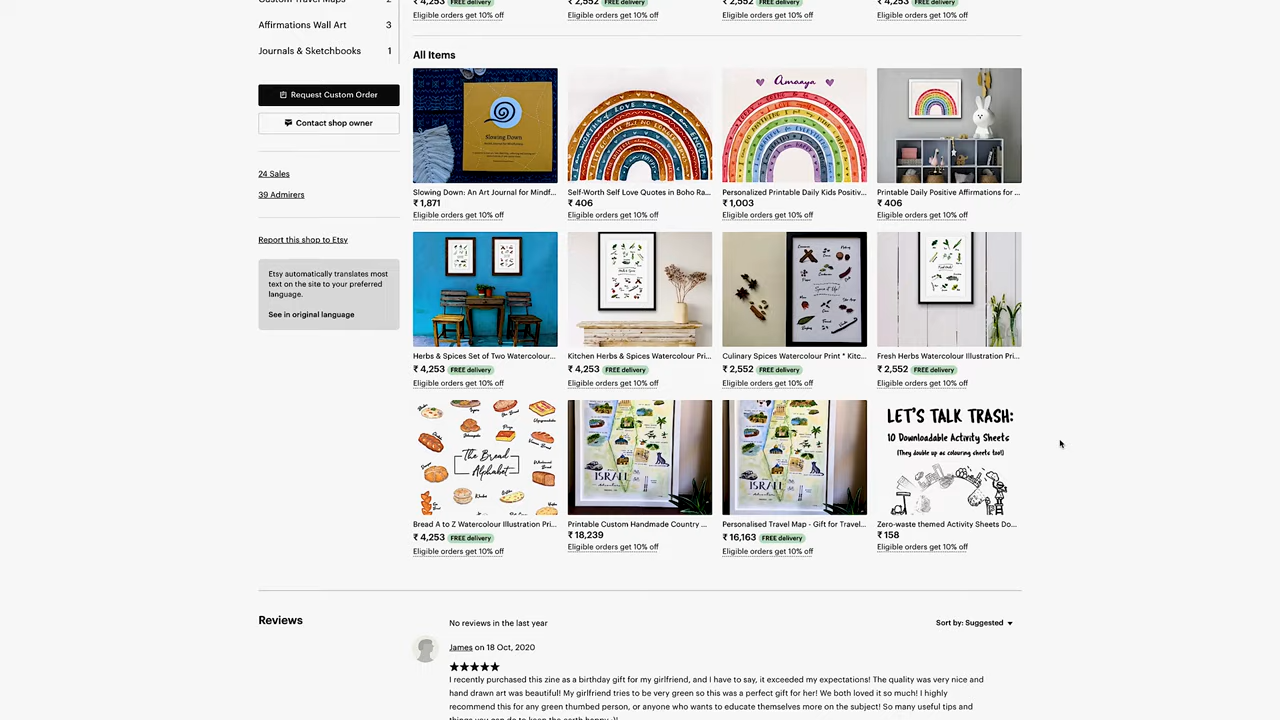 Custom Travel Maps 2
₹ 4,253 FREE delivery ₹ 2,552 FREE delivery ₹ 2,552 FREE delivery ₹ 4,253 FREE delivery
Eligible orders get 10% off Eligible orders get 10% off Eligible orders get 10% off Eligible orders get 10% off
Affirmations Wall Art 3
Journals & Sketchbooks 1
Request Custom Order
Contact shop owner
24 Sales
39 Admirers
Report this shop to Etsy
Etsy automatically translates most
text on the site to your preferred
language.
See in original language
All Items
Slowing Down
Amaaya
Slowing Down: An Art Journal for Mindf... Self-Worth Self Love Quotes in Boho Ra... Personalized Printable Daily Kids Positiv... Printable Daily Positive Affirmations for ...
₹ 1,871 ₹ 406 ₹ 1,003 ₹ 406
Eligible orders get 10% off Eligible orders get 10% off Eligible orders get 10% off Eligible orders get 10% off
Herbs & Spices Set of Two Watercolour... Kitchen Herbs & Spices Watercolour Pri... Culinary Spices Watercolour Print * Kitc... Fresh Herbs Watercolour Illustration Pri...
₹ 4,253 FREE delivery ₹ 4,253 FREE delivery ₹ 2,552 FREE delivery ₹ 2,552 FREE delivery
Eligible orders get 10% off Eligible orders get 10% off Eligible orders get 10% off Eligible orders get 10% off
The Bread
Alphabet
ISRAEL
ISRAEL
LET'S TALK TRASH:
10 Downloadable Activity Sheets
(They double up as colouring sheets too!)
Bread A to Z Watercolour Illustration Pri... Printable Custom Handmade Country ... Personalised Travel Map - Gift for Travel... Zero-waste themed Activity Sheets Do...
₹ 4,253 FREE delivery ₹ 18,239 ₹ 16,163 FREE delivery ₹ 158
Eligible orders get 10% off Eligible orders get 10% off Eligible orders get 10% off Eligible orders get 10% off
Reviews
No reviews in the last year Sort by: Suggested
James on 18 Oct, 2020
I recently purchased this zine as a birthday gift for my girlfriend, and I have to say, it exceeded my expectations! The quality was very nice and
hand drawn art was beautiful! My girlfriend tries to be very green so this was a perfect gift for her! We both loved it so much! I highly
recommend this for any green thumbed person, or anyone who wants to educate themselves more on the subject! So many useful tips and
things you can do to keep the earth happy :)!